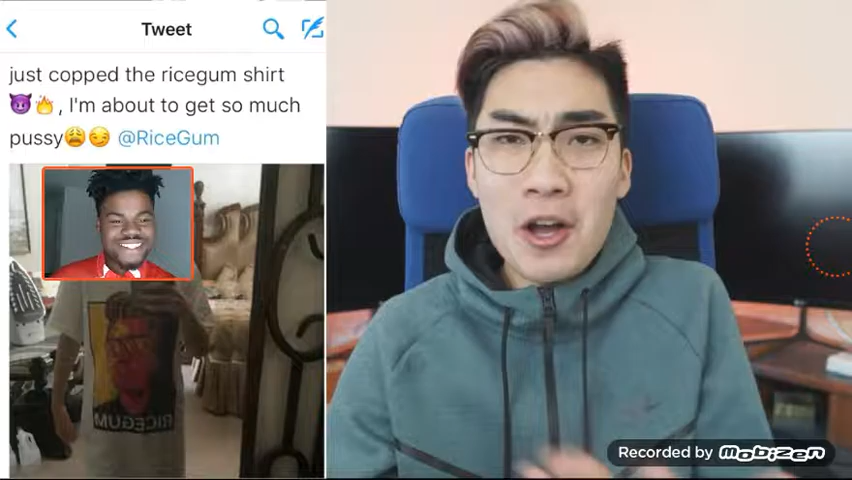 Tweet
just copped the ricegum shirt
😈🔥, I'm about to get so much
pussy😩😏 @RiceGum
RICEGUM
Recorded by Mobizen